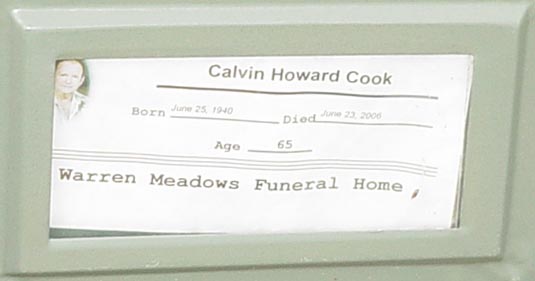 Calvin Howard Cook
Born June 25, 1940 Died June 23, 2006
Age 65
Warren Meadows Funeral Home